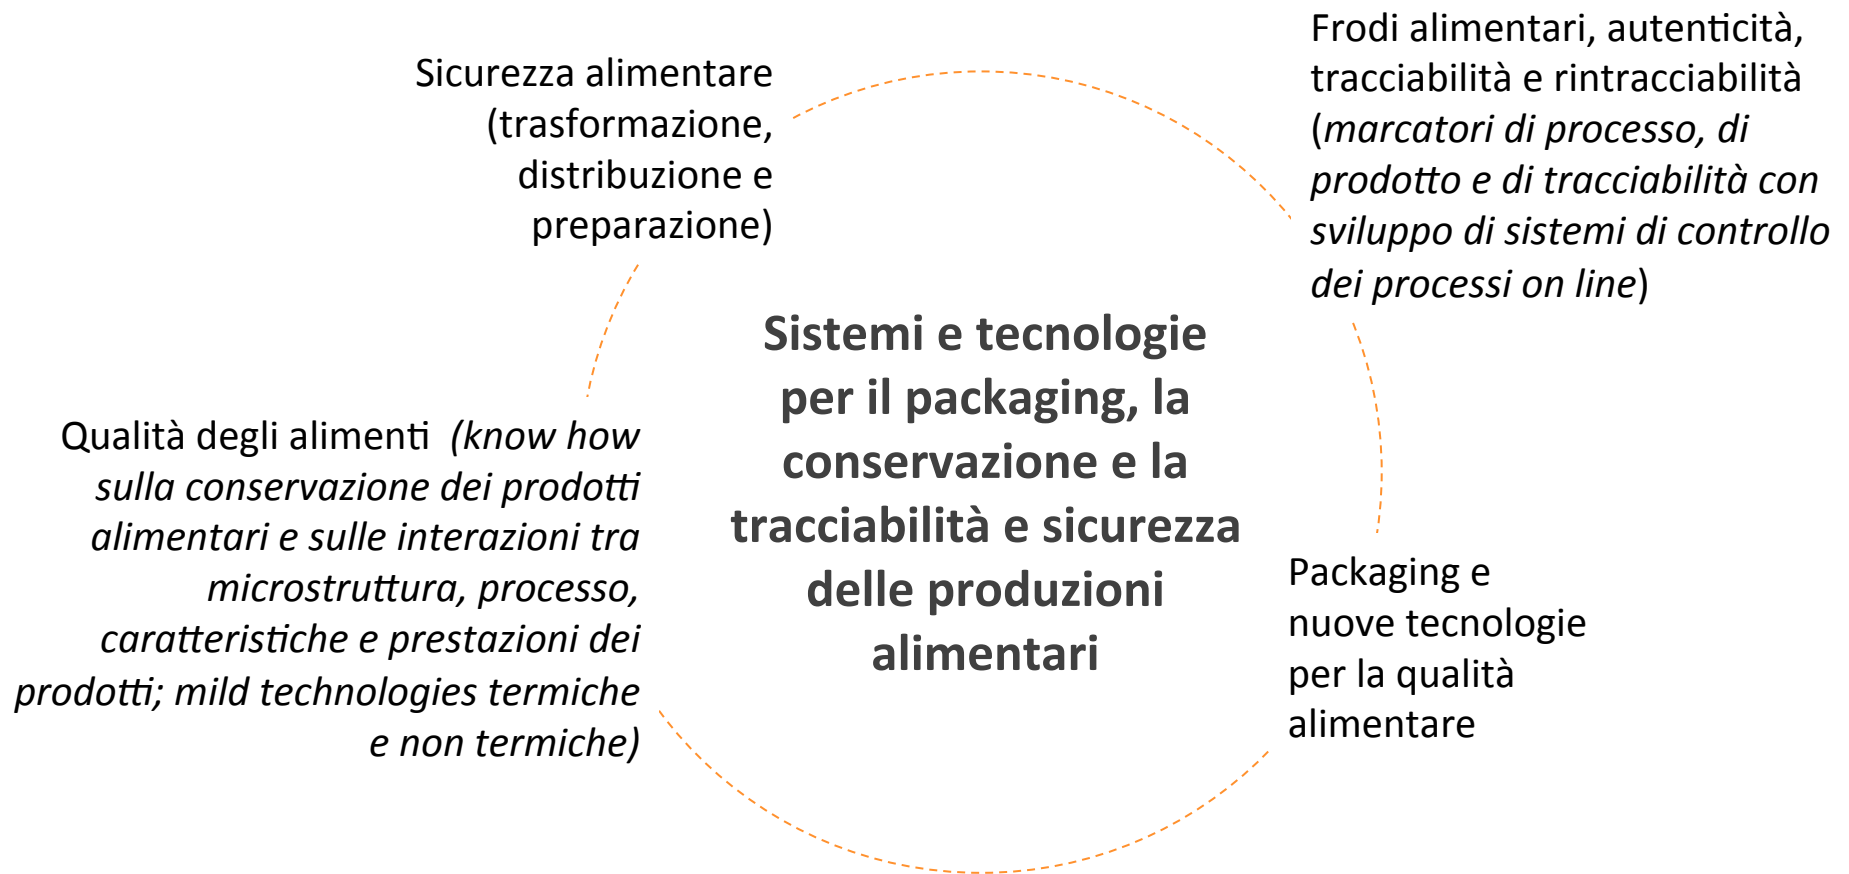 Sicurezza alimentare
(trasformazione,
distribuzione e
preparazione)
Frodi alimentari, autenticità,
tracciabilità e rintracciabilità
(marcatori di processo, di
prodotto e di tracciabilità con
sviluppo di sistemi di controllo
dei processi on line)
Sistemi e tecnologie
per il packaging, la
conservazione e la
tracciabilità e sicurezza
delle produzioni
alimentari
Qualità degli alimenti (know how
sulla conservazione dei prodotti
alimentari e sulle interazioni tra
microstruttura, processo,
caratteristiche e prestazioni dei
prodotti; mild technologies termiche
e non termiche)
Packaging e
nuove tecnologie
per la qualità
alimentare